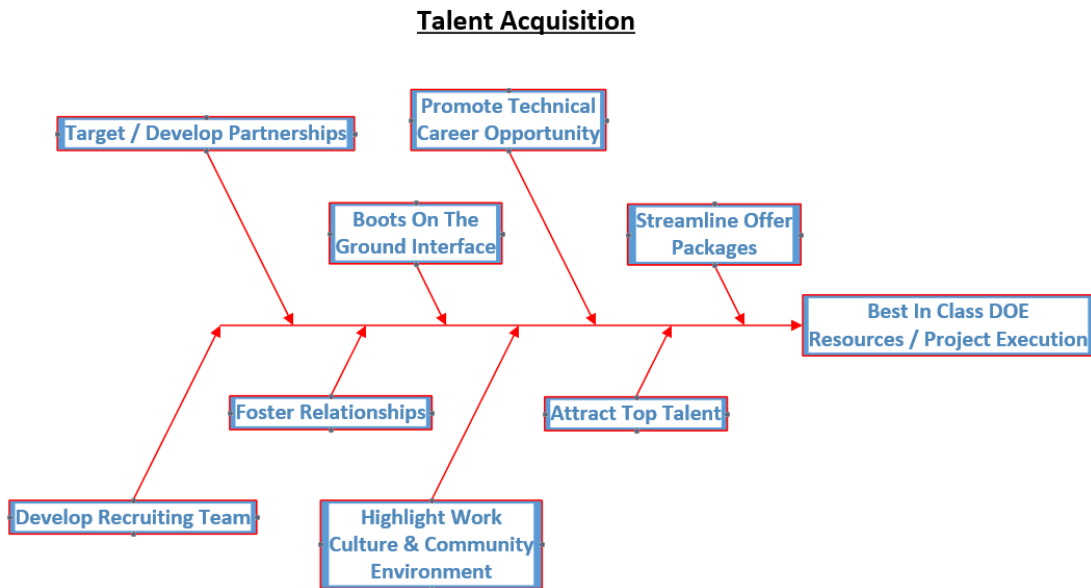 Talent Acquisition
Promote Technical
Career Opportunity
Target / Develop Partnerships
Boots On The
Ground Interface
Streamline Offer
Packages
Best In Class DOE
Resources / Project Execution
Foster Relationships
Attract Top Talent
Develop Recruiting Team
Highlight Work
Culture & Community
Environment